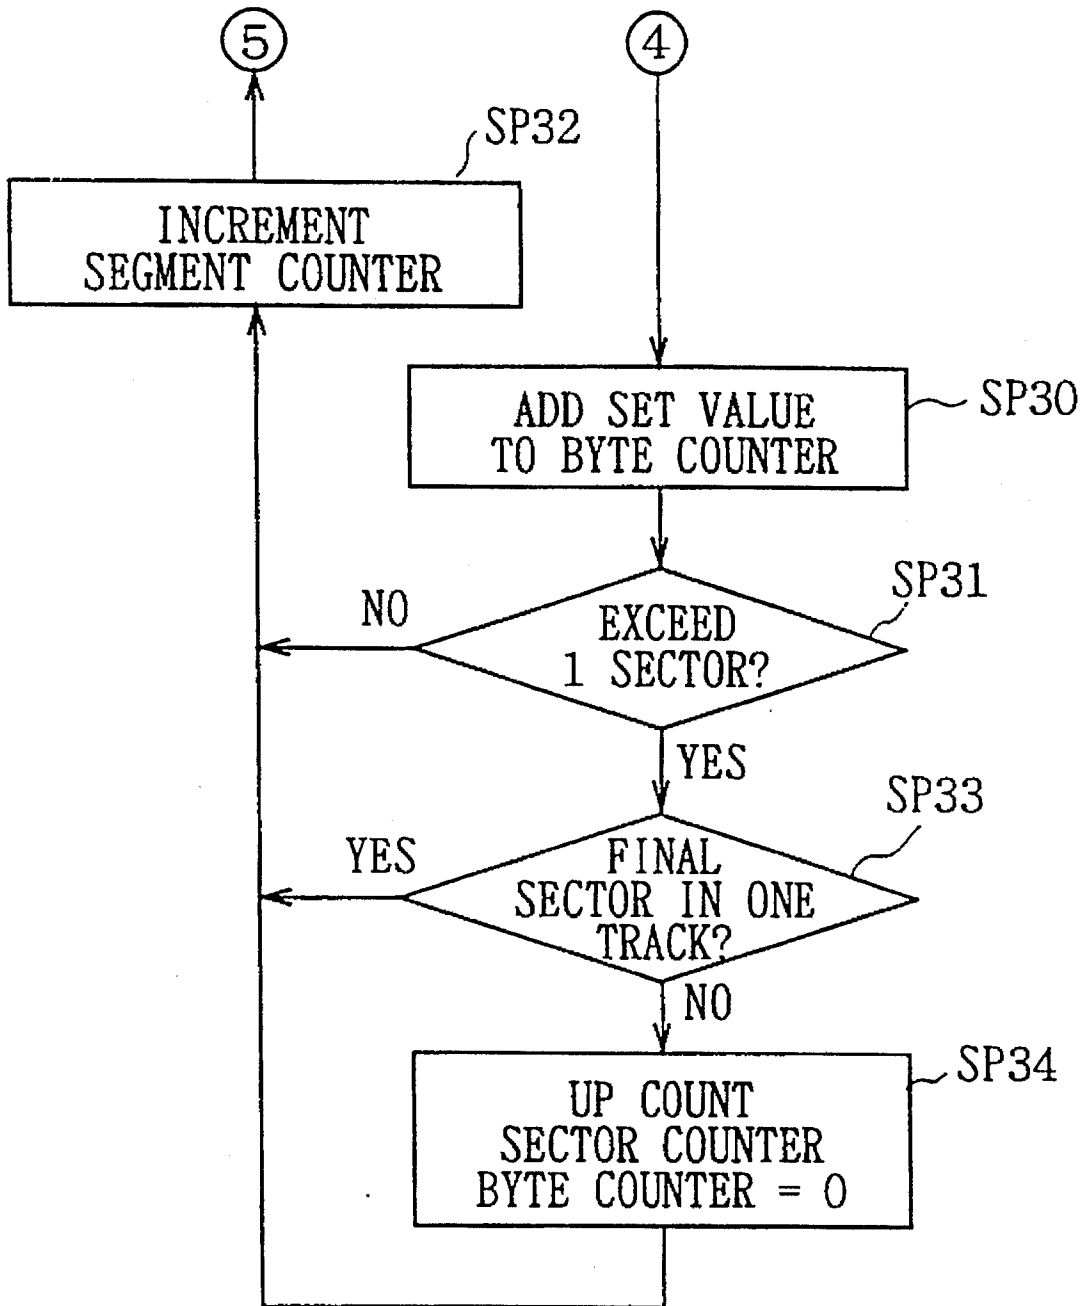 5
4
SP32
INCREMENT
SEGMENT COUNTER
ADD SET VALUE
TO BYTE COUNTER
SP30
SP31
NO
EXCEED
1 SECTOR?
YES
SP33
YES
FINAL
SECTOR IN ONE
TRACK?
NO
SP34
UP COUNT
SECTOR COUNTER
BYTE COUNTER = 0